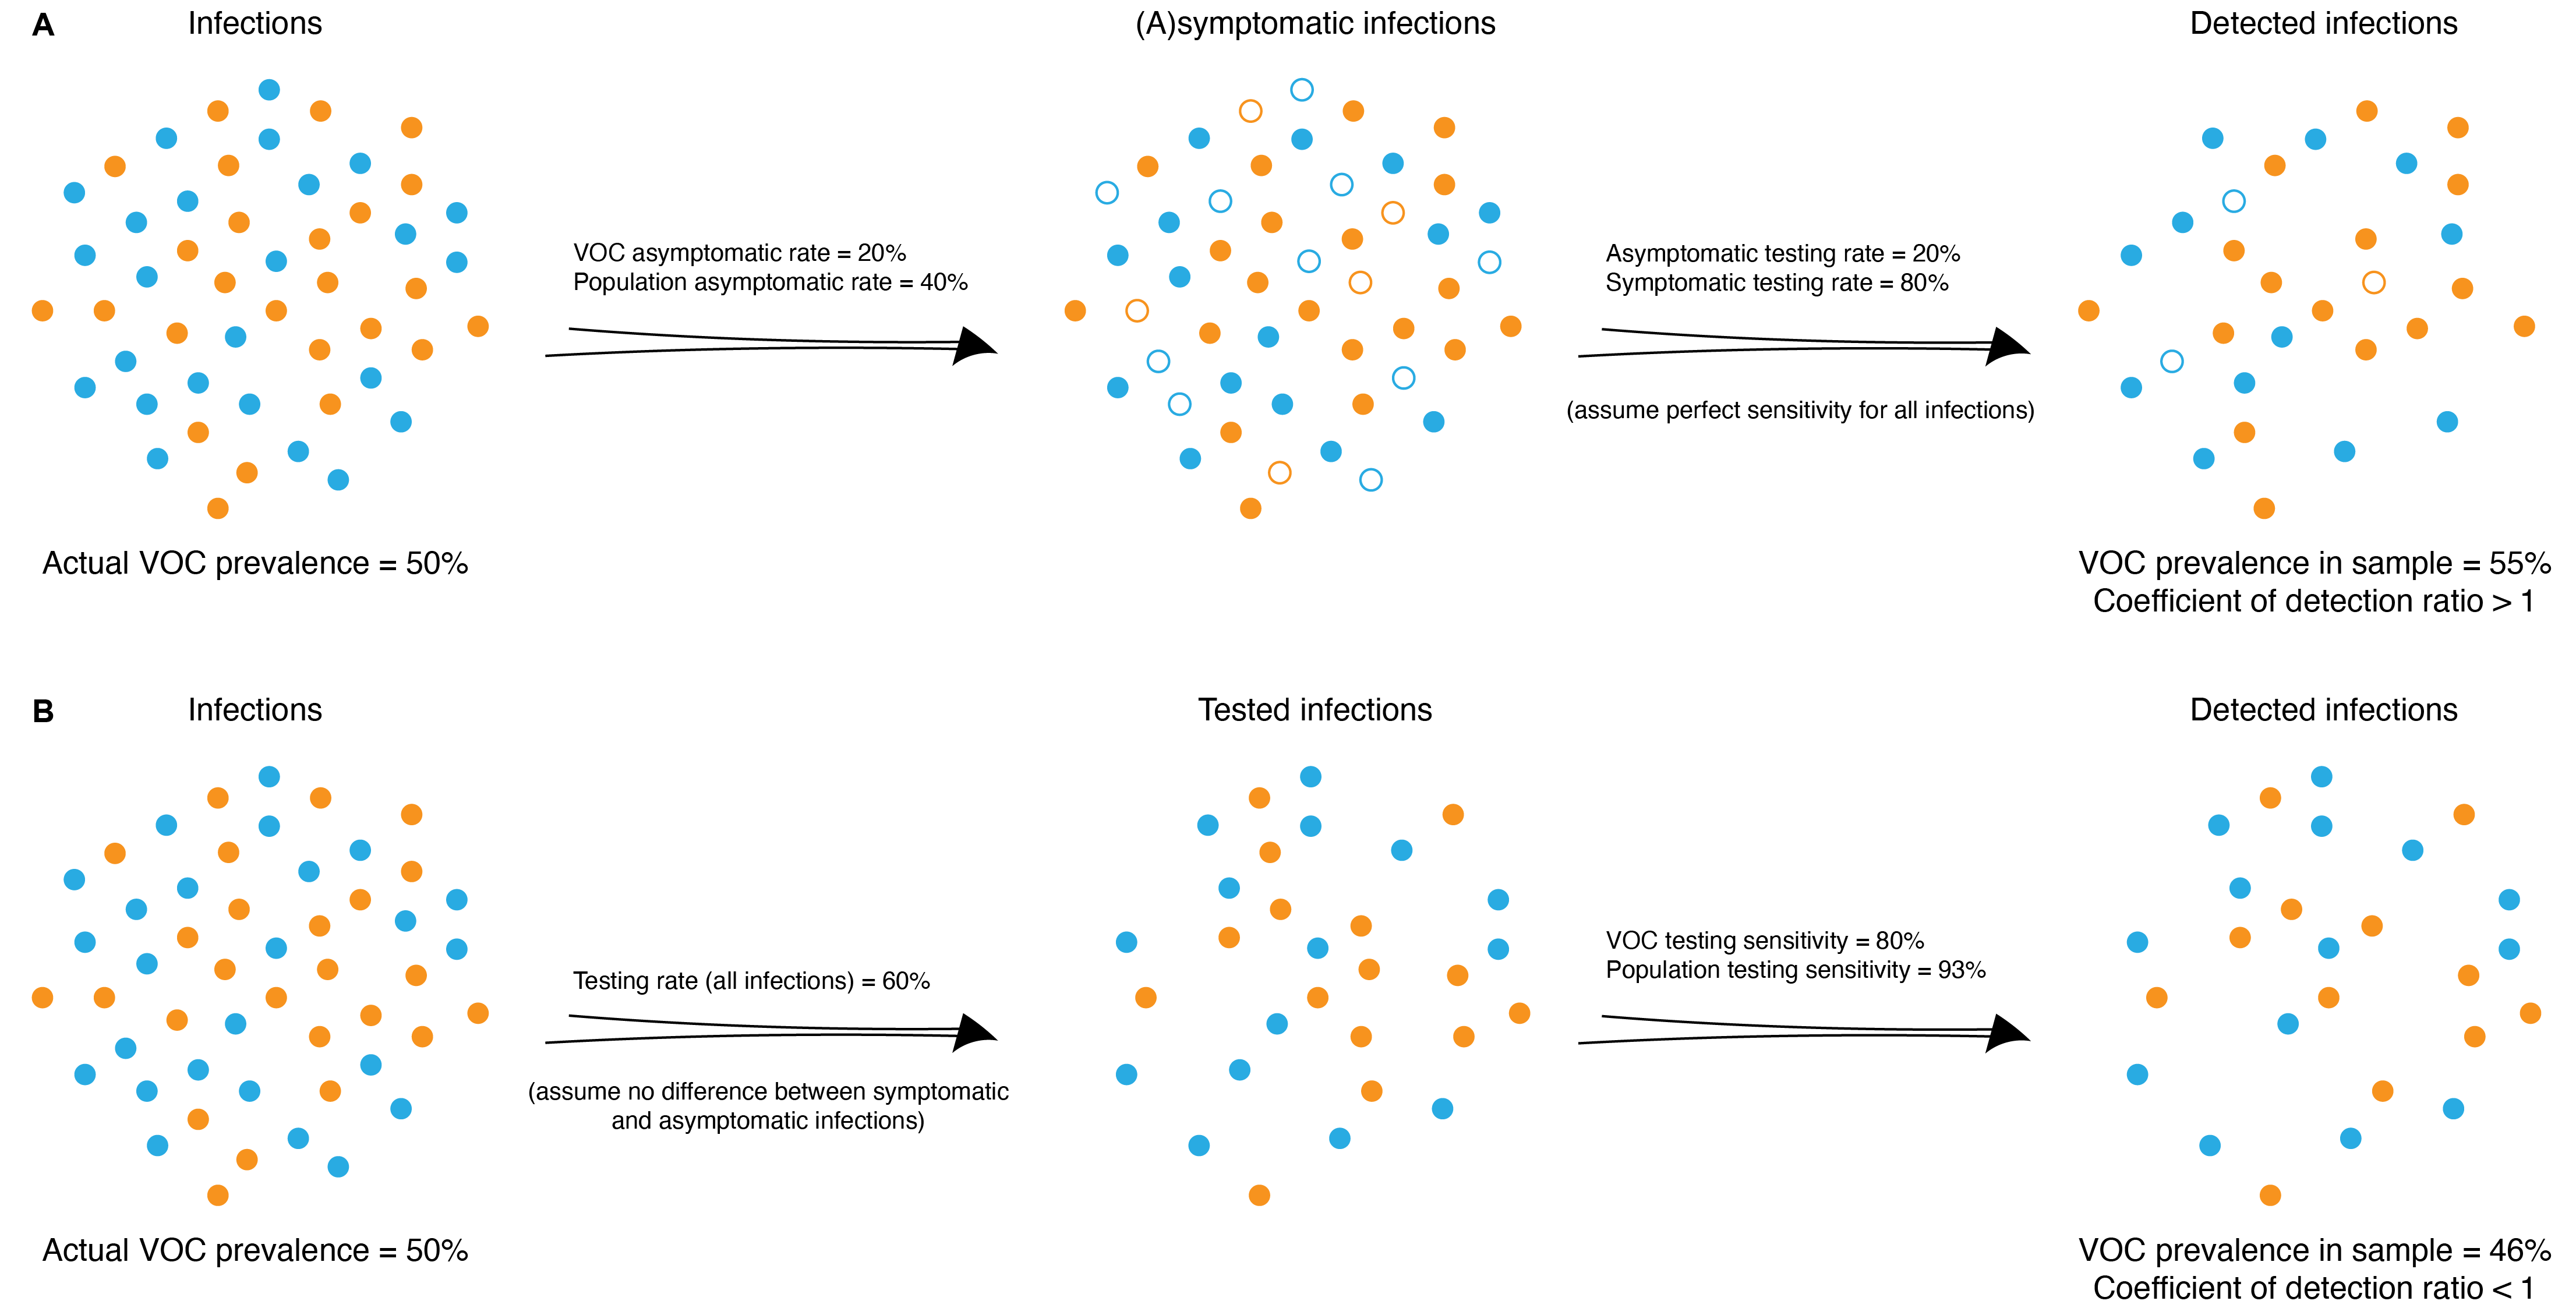 A
Infections
(A)symptomatic infections
Detected infections
VOC asymptomatic rate = 20%
Population asymptomatic rate = 40%
Asymptomatic testing rate = 20%
Symptomatic testing rate = 80%
(assume perfect sensitivity for all infections)
Actual VOC prevalence = 50%
VOC prevalence in sample = 55%
Coefficient of detection ratio > 1
B
Infections
Tested infections
Detected infections
Testing rate (all infections) = 60%
(assume no difference between symptomatic
and asymptomatic infections)
VOC testing sensitivity = 80%
Population testing sensitivity = 93%
Actual VOC prevalence = 50%
VOC prevalence in sample = 46%
Coefficient of detection ratio < 1